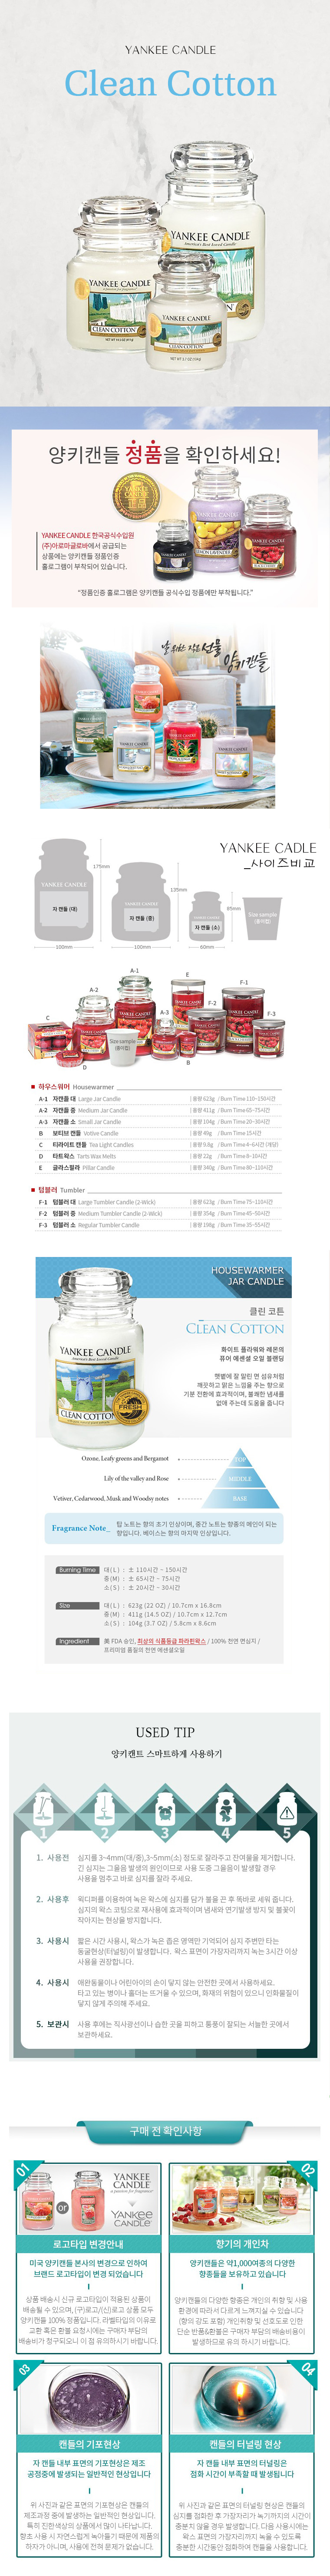 YANKEE CANDLE
Clean Cotton
YANKEE CANDLE
CLEAN COTTON
YANKEE CANDLE
YANKEE CANDLE
CLEAN COTTON
양키캔들 정품을 확인하세요!
YANKEE CANDLE 한국공식수입원
(주)아로마글로바에서 공급되는
상품에는 양키캔들 정품인증
홀로그램이 부착되어 있습니다.
LEMON LAVENDER
"정품인증 홀로그램은 양키캔들 공식수입 정품에만 부착됩니다."
양키캔들
YANKEE CADLE
_사이즈비교
YANKEE CANDLE
자 캔들 (대)
175mm
100mm
YANKEE CANDLE
자 캔들 (중)
135mm
100mm
YANKEE CANDLE
자 캔들 (소)
85mm
60mm
Size sample
(종이컵)
A-1
A-2
A-3
B
C
D
E
F-1
F-2
F-3
Size sample
(종이컵)
하우스워머 Housewarmer
A-1 자캔들 대 Large Jar Candle | 용량 623g / Burn Time 110~150시간
A-2 자캔들 중 Medium Jar Candle | 용량 411g / Burn Time 65~75시간
A-3 자캔들 소 Small Jar Candle | 용량 104g / Burn Time 20~30시간
B 보티브 캔들 Votive Candle | 용량 49g / Burn Time 15시간
C 티라이트 캔들 Tea Light Candles | 용량 9.8g / Burn Time 4~6시간 (개당)
D 타트왁스 Tarts Wax Melts | 용량 22g / Burn Time 8~10시간
E 글라스필라 Pillar Candle | 용량 340g / Burn Time 80~110시간
텀블러 Tumbler
F-1 텀블러 대 Large Tumbler Candle (2-Wick) | 용량 623g / Burn Time 75~110시간
F-2 텀블러 중 Medium Tumbler Candle (2-Wick) | 용량 354g / Burn Time 45~50시간
F-3 텀블러 소 Regular Tumbler Candle | 용량 198g / Burn Time 35~55시간
HOUSEWARMER
JAR CANDLE
클린 코튼
CLEAN COTTON
화이트 플라워와 레몬의
퓨어 에센셜 오일 블랜딩
햇볕에 잘 말린 면 섬유처럼
깨끗하고 맑은 느낌을 주는 향으로
기분 전환에 효과적이며, 불쾌한 냄새를
없애 주는데 도움을 줍니다
YANKEE CANDLE
CLEAN COTTON
FRESH
Ozone, Leafy greens and Bergamot
TOP
Lily of the valley and Rose
MIDDLE
Vetiver, Cedarwood, Musk and Woodsy notes
BASE
Fragrance Note_
탑 노트는 향의 초기 인상이며, 중간 노트는 향중의 메인이 되는
향입니다. 베이스는 향의 마지막 인상입니다.
Burning Time 대( L ) : ± 110시간 ~ 150시간
중(M) : ± 65시간 ~ 75시간
소( S ) : ± 20시간 ~ 30시간
Size 대( L ) : 623g (22 OZ) / 10.7cm x 16.8cm
중(M) : 411g (14.5 OZ) / 10.7cm x 12.7cm
소( S ) : 104g (3.7 OZ) / 5.8cm x 8.6cm
Ingredient 美 FDA 승인, 최상의 식품등급 파라핀왁스 / 100% 천연 면심지 /
프리미엄 품질의 천연 에센셜오일
USED TIP
양키캔트 스마트하게 사용하기
1
2
3
4
5
1. 사용전 심지를 3~4mm(대/중),3~5mm(소) 정도로 잘라주고 잔여물을 제거합니다.
긴 심지는 그을음 발생의 원인이므로 사용 도중 그을음이 발생할 경우
사용을 멈추고 바로 심지를 잘라 주세요.
2. 사용후 윅디퍼를 이용하여 녹은 왁스에 심지를 담가 불을 끈 후 똑바로 세워 줍니다.
심지의 왁스 코팅으로 재사용에 효과적이며 냄새와 연기발생 방지 및 불꽃이
작아지는 현상을 방지합니다.
3. 사용시 짧은 시간 사용시, 왁스가 녹은 좁은 영역만 기억되어 심지 주변만 타는
동굴현상(터널링)이 발생합니다. 왁스 표면이 가장자리까지 녹는 3시간 이상
사용을 권장합니다.
4. 사용시 애완동물이나 어린아이의 손이 닿지 않는 안전한 곳에서 사용하세요.
타고 있는 병이나 홀더는 뜨거울 수 있으며, 화재의 위험이 있으니 인화물질이
닿지 않게 주의해 주세요.
5. 보관시 사용 후에는 직사광선이나 습한 곳을 피하고 통풍이 잘되는 서늘한 곳에서
보관하세요.
구매 전 확인사항
01
or
YANKEE
CANDLE
YANKEE
CANDLE
로고타입 변경안내
미국 양키캔들 본사의 변경으로 인하여
브랜드 로고타입이 변경 되었습니다
상품 배송시 신규 로고타입이 적용된 상품이
배송될 수 있으며, (구)로고/(신)로고 상품 모두
양키캔들 100% 정품입니다. 라벨타입의 이유로
교환 혹은 환불 요청시에는 구매자 부담의
배송비가 청구되오니 이 점 유의하시기 바랍니다.
02
향기의 개인차
양키캔들은 약1,000여종의 다양한
향종들을 보유하고 있습니다
양키캔들의 다양한 향종은 개인의 취향 및 사용
환경에 따라서 다르게 느껴지실 수 있습니다
(향의 강도 포함) 개인취향 및 선호도로 인한
단순 반품&환불은 구매자 부담의 배송비용이
발생하므로 유의 하시기 바랍니다.
03
캔들의 기포현상
자 캔들 내부 표면의 기포현상은 제조
공정중에 발생되는 일반적인 현상입니다
위 사진과 같은 표면의 기포현상은 캔들의
제조과정 중에 발생하는 일반적인 현상입니다.
특히 진한색상의 상품에서 많이 나타납니다.
향초 사용 시 자연스럽게 녹아들기 때문에 제품의
하자가 아니며, 사용에 전혀 문제가 없습니다.
04
캔들의 터널링 현상
자 캔들 내부 표면의 터널링은
점화 시간이 부족할 때 발생됩니다
위 사진과 같은 표면의 터널링 현상은 캔들의
심지를 점화한 후 가장자리가 녹기까지의 시간이
충분치 않을 경우 발생합니다. 다음 사용시에는
왁스 표면의 가장자리까지 녹을 수 있도록
충분한 시간동안 점화하여 캔들을 사용합니다.